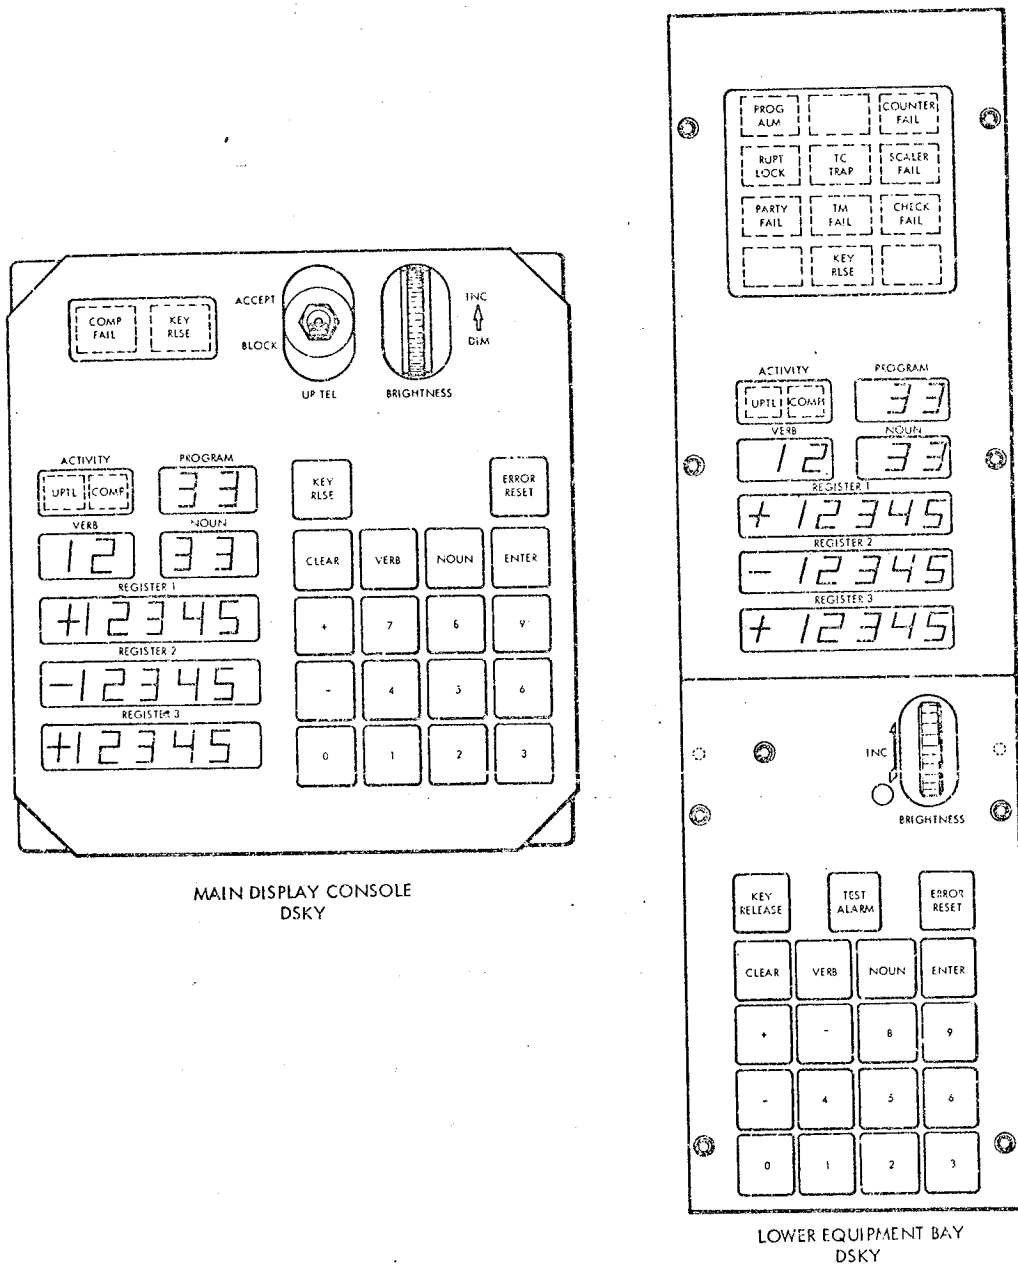 COMP
FAIL
KEY
RLSE
ACCEPT
BLOCK
UP TEL
INC
DIM
BRIGHTNESS
ACTIVITY
UPTL COMP
PROGRAM
33
VERB
12
NOUN
33
REGISTER 1
+12345
REGISTER 2
-12345
REGISTER 3
+12345
KEY
RLSE
ERROR
RESET
CLEAR VERB NOUN ENTER
+ 7 8 9
- 4 5 6
0 1 2 3
MAIN DISPLAY CONSOLE
DSKY
PROG
ALM
COUNTER
FAIL
RUPT
LOCK
TC
TRAP
SCALER
FAIL
PARTY
FAIL
TM
FAIL
CHECK
FAIL
KEY
RLSE
ACTIVITY
UPTL COMP
PROGRAM
33
VERB
12
NOUN
33
REGISTER 1
+12345
REGISTER 2
-12345
REGISTER 3
+12345
INC
BRIGHTNESS
KEY
RELEASE
TEST
ALARM
ERROR
RESET
CLEAR VERB NOUN ENTER
+ - 8 9
- 4 5 6
0 1 2 3
LOWER EQUIPMENT BAY
DSKY